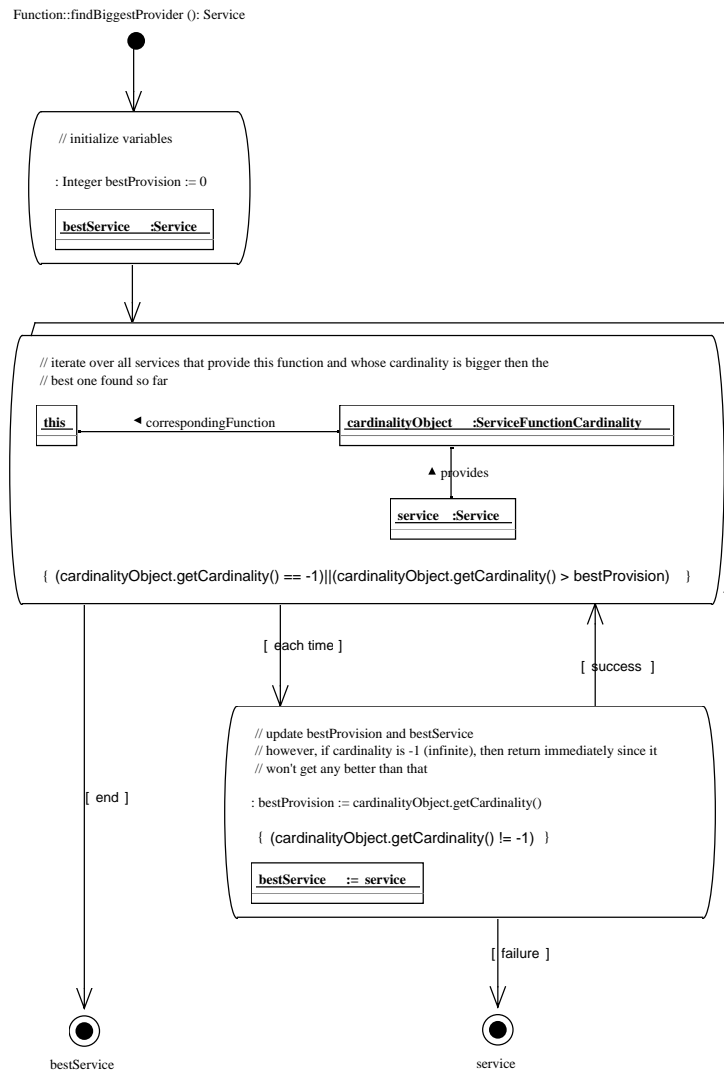 Function::findBiggestProvider (): Service
// initialize variables
: Integer bestProvision := 0
bestService :Service
// iterate over all services that provide this function and whose cardinality is bigger then the
// best one found so far
this
◄ correspondingFunction
cardinalityObject :ServiceFunctionCardinality
▲ provides
service :Service
{ (cardinalityObject.getCardinality() == -1)||(cardinalityObject.getCardinality() > bestProvision) }
[ each time ]
[ success ]
// update bestProvision and bestService
// however, if cardinality is -1 (infinite), then return immediately since it
// won't get any better than that
[ end ]
: bestProvision := cardinalityObject.getCardinality()
{ (cardinalityObject.getCardinality() != -1) }
bestService := service
[ failure ]
bestService
service